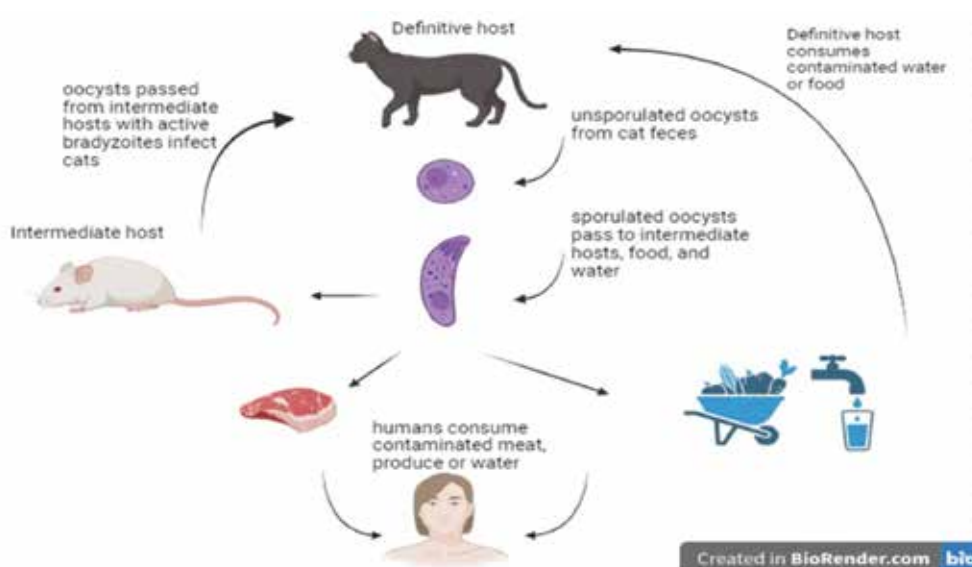 Definitive host
Definitive host
consumes
contaminated water
or food
oocysts passed
from intermediate
hosts with active
bradyzoites infect
cats
unsporulated oocysts
from cat feces
Intermediate host
sporulated oocysts
pass to intermediate
hosts, food, and
water
humans consume
contaminated meat,
produce or water
Created in BioRender.com bio